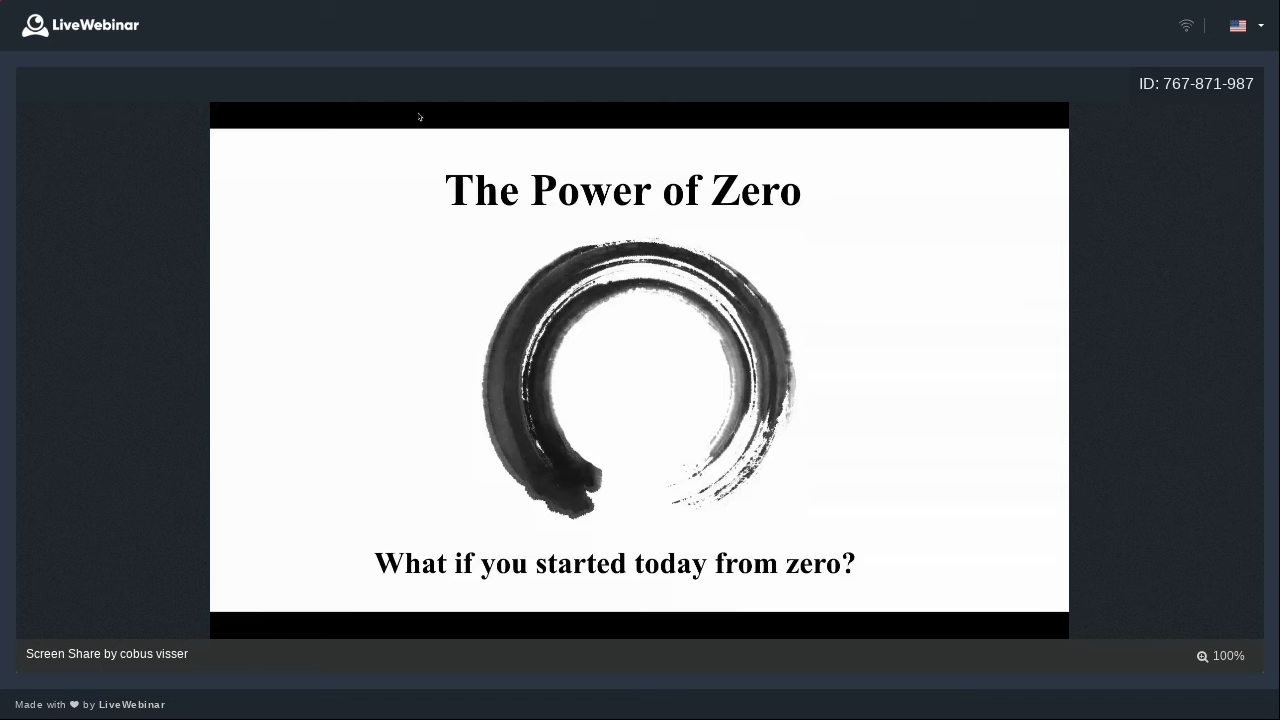 LiveWebinar
ID: 767-871-987
The Power of Zero
What if you started today from zero?
Screen Share by cobus visser
100%
Made with ❤ by LiveWebinar